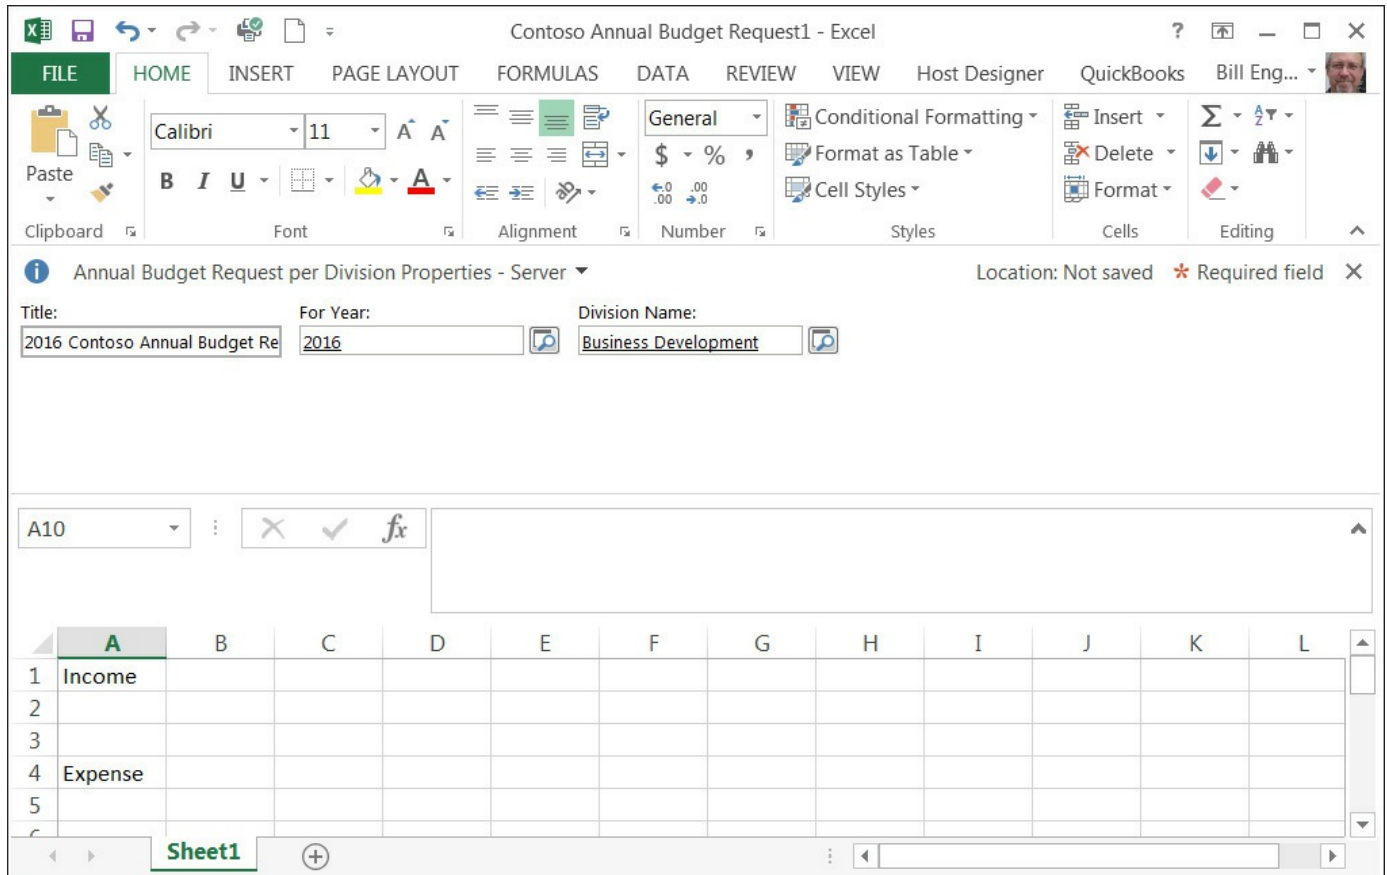 Contoso Annual Budget Request1 - Excel ?
FILE HOME INSERT PAGE LAYOUT FORMULAS DATA REVIEW VIEW Host Designer QuickBooks Bill Eng...
Calibri 11 A A General Conditional Formatting Insert Σ A Z
Paste $ % , Format as Table Delete
B I U A .00 .00 Cell Styles Format
Clipboard Font Alignment Number Styles Cells Editing
Annual Budget Request per Division Properties - Server Location: Not saved * Required field
Title: For Year: Division Name:
2016 Contoso Annual Budget Re 2016 Business Development
A10 fx
A B C D E F G H I J K L
1 Income
2
3
4 Expense
5
Sheet1